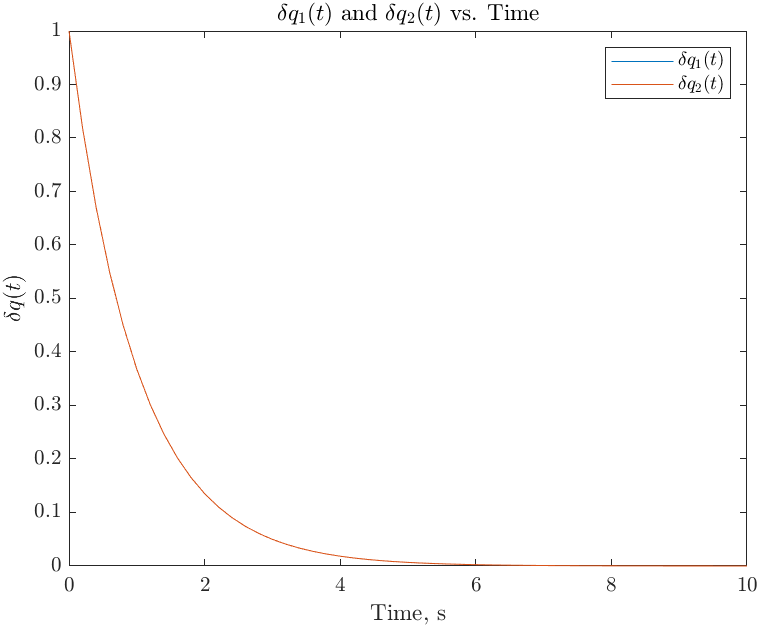 δq₁(t) and δq₂(t) vs. Time
δq₁(t)
δq₂(t)
1
0.9
0.8
0.7
0.6
0.5
0.4
0.3
0.2
0.1
0
δq(t)
0 2 4 6 8 10
Time, s